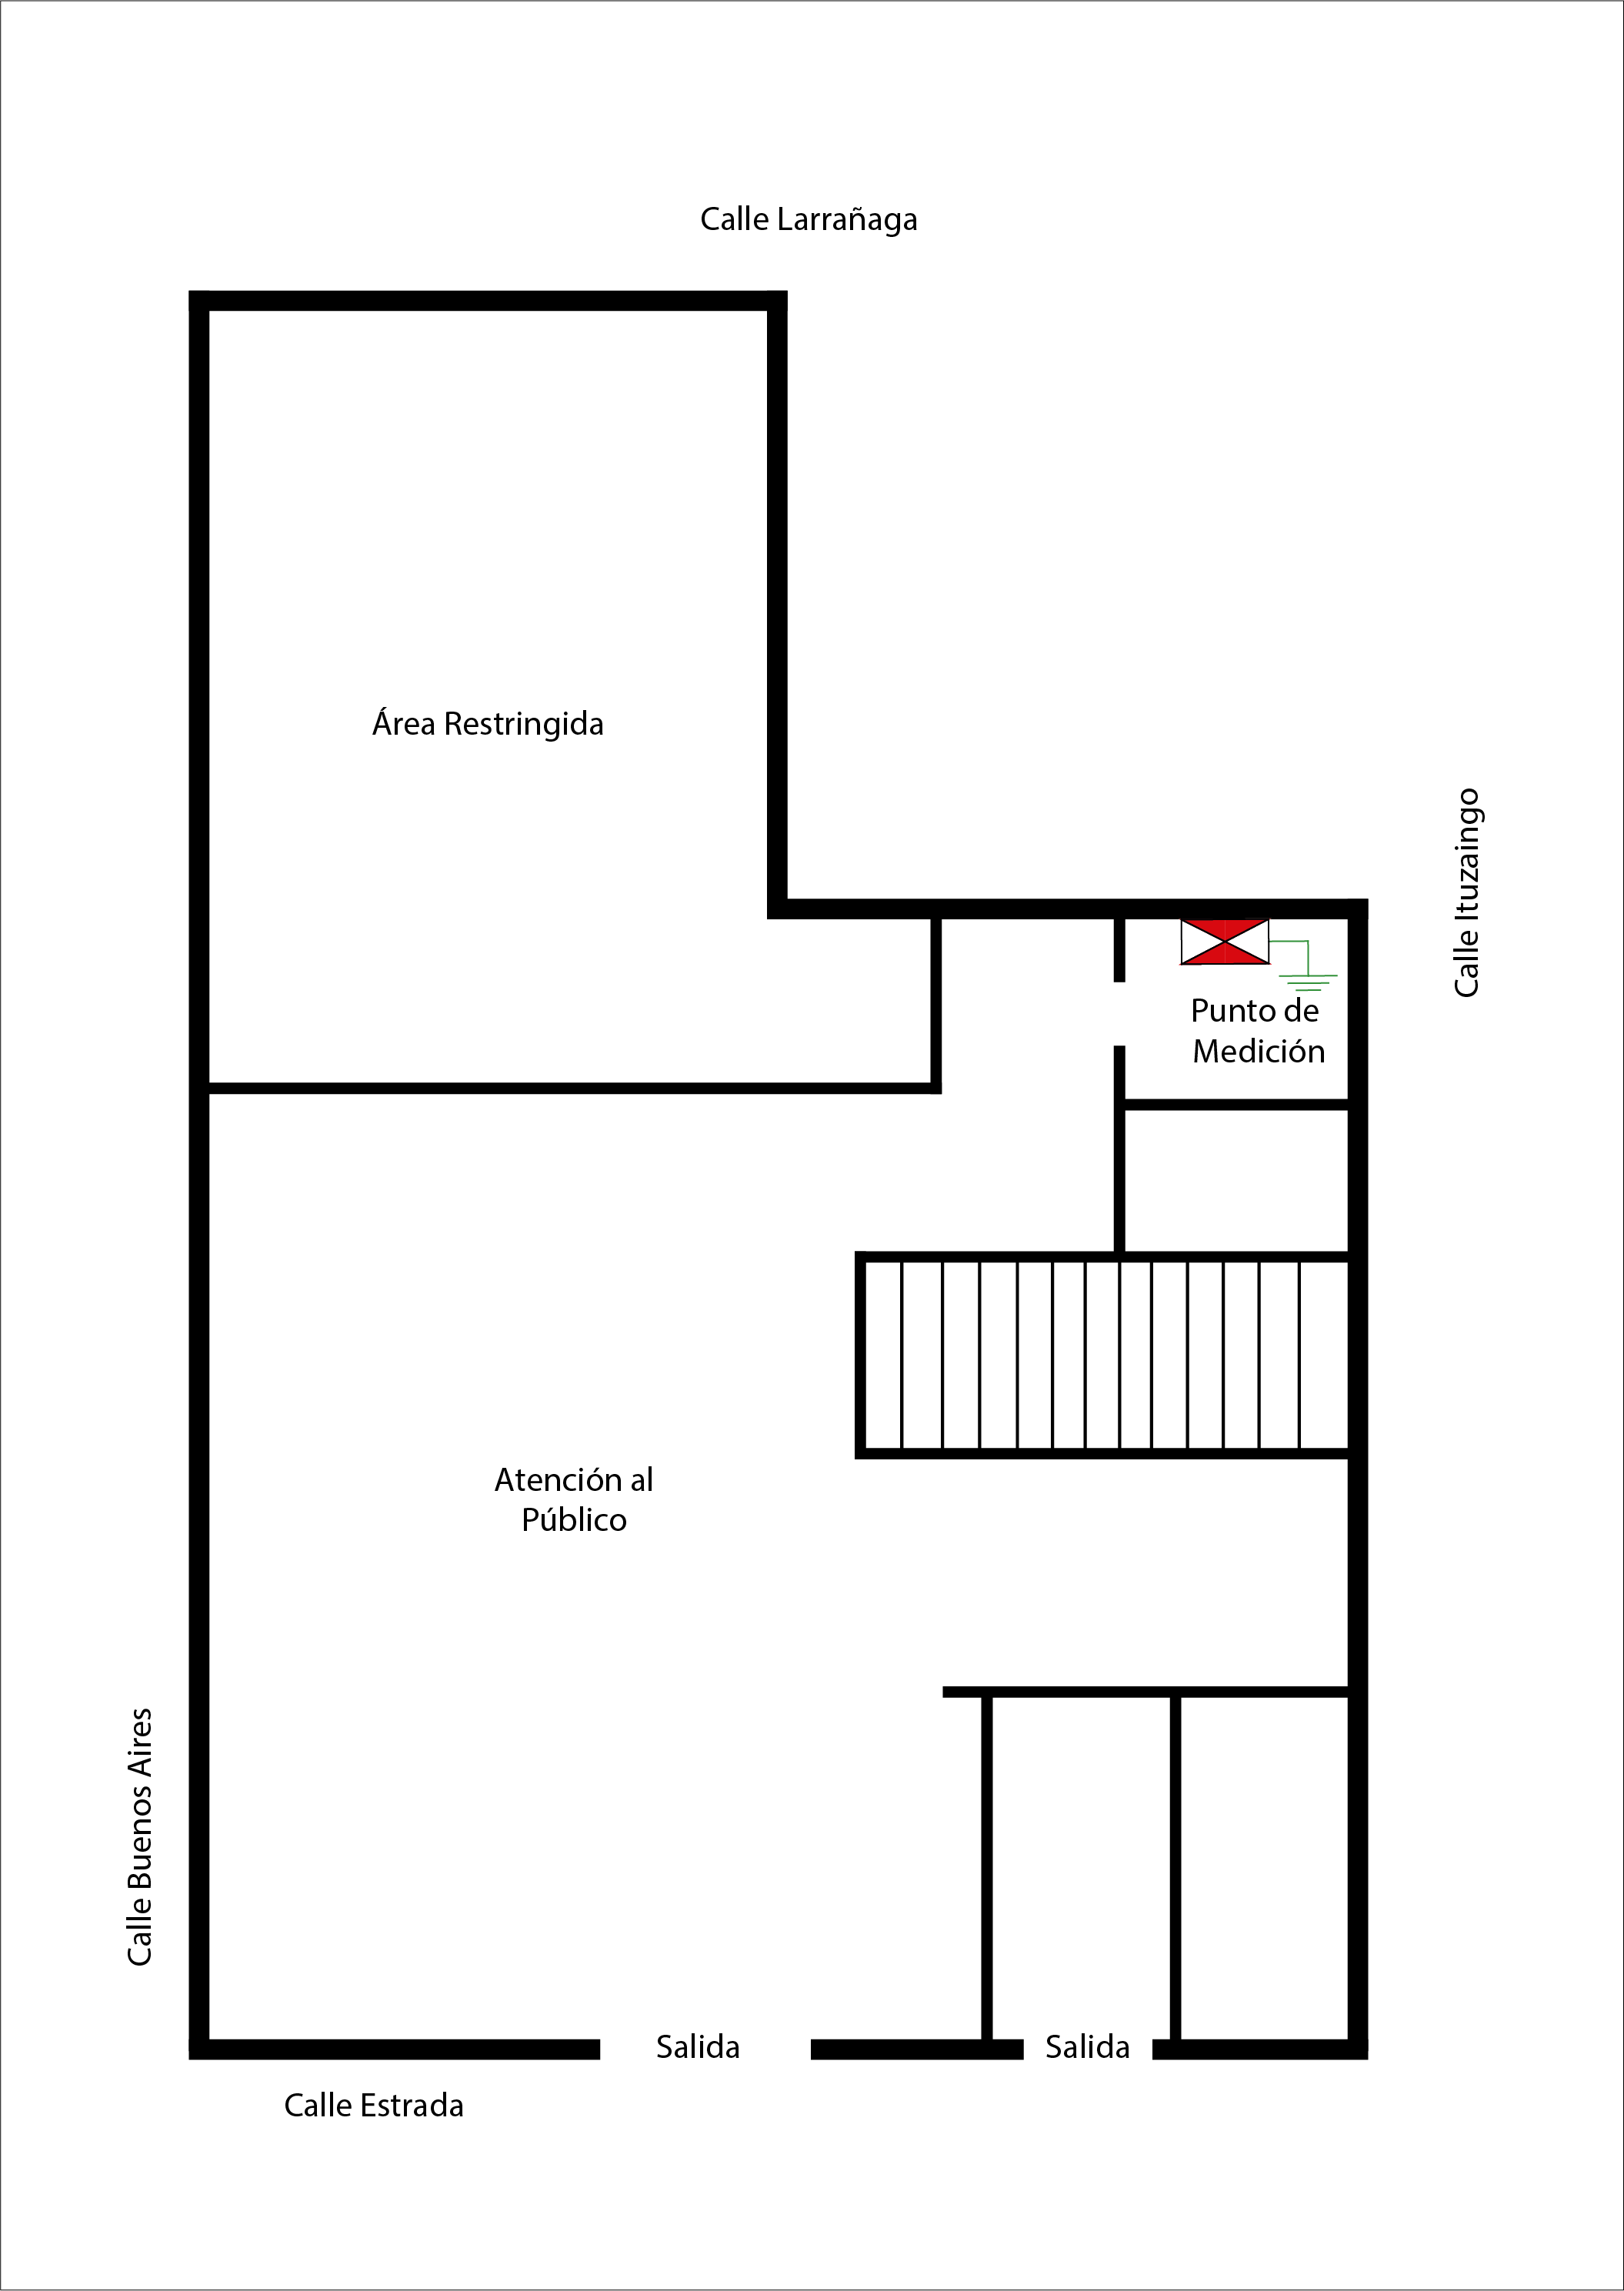 Calle Larrañaga
Área Restringida
Calle Ituzaingo
Punto de
Medición
Atención al
Público
Calle Buenos Aires
Salida
Salida
Calle Estrada